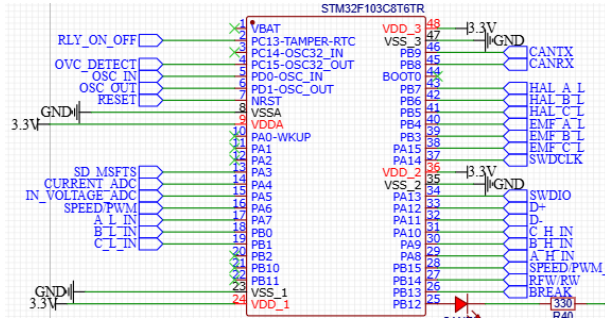 STM32F103C8T6TR
1 VBAT VDD_3 48 3.3V
RLY_ON_OFF 2 PC13-TAMPER-RTC VSS_3 47 GND
3 PC14-OSC32_IN PB9 46 CANTX
OVC_DETECT 4 PC15-OSC32_OUT PB8 45 CANRX
OSC_IN 5 PD0-OSC_IN BOOT0 44
OSC_OUT 6 PD1-OSC_OUT PB7 43 HAL_A_L
RESET 7 NRST PB6 42 HAL_B_L
GND 8 VSSA PB5 41 HAL_C_L
3.3V 9 VDDA PB4 40 EMF_A_L
10 PA0-WKUP PB3 39 EMF_B_L
11 PA1 PA15 38 EMF_C_L
12 PA2 PA14 37 SWDCLK
SD_MSFTS 13 PA3 VDD_2 36 3.3V
CURRENT_ADC 14 PA4 VSS_2 35 GND
IN_VOLTAGE_ADC 15 PA5 PA13 34 SWDIO
SPEED/PWM 16 PA6 PA12 33 D+
A_L_IN 17 PA7 PA11 32 D-
B_L_IN 18 PB0 PA10 31 C_H_IN
C_L_IN 19 PB1 PA9 30 B_H_IN
20 PB2 PA8 29 A_H_IN
21 PB10 PB15 28 SPEED/PWM_
22 PB11 PB14 27 RFW/RW
GND 23 VSS_1 PB13 26 BREAK
3.3V 24 VDD_1 PB12 25 330
R40